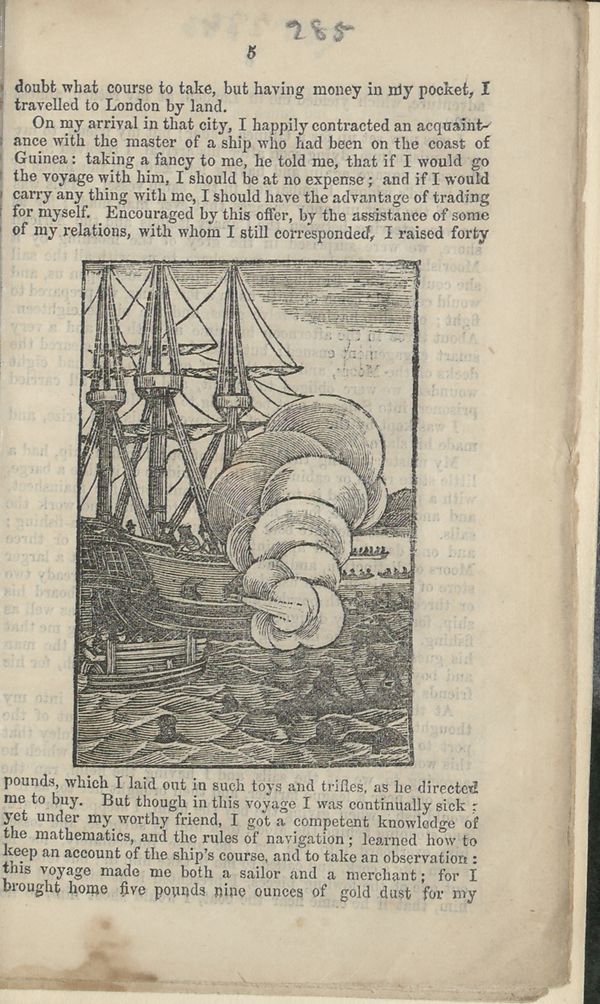 285
5
doubt what course to take, but having money in my pocket, I
travelled to London by land.
On my arrival in that city, I happily contracted an acquaint-
ance with the master of a ship who had been on the coast of
Guinea: taking a fancy to me, he told me, that if I would go
the voyage with him, I should be at no expense; and if I would
carry any thing with me, I should have the advantage of trading
for myself. Encouraged by this offer, by the assistance of some
of my relations, with whom I still corresponded, I raised forty
pounds, which I laid out in such toys and trifles, as he directed
me to buy. But though in this voyage I was continually sick;
yet under my worthy friend, I got a competent knowledge of
the mathematics, and the rules of navigation; learned how to
keep an account of the ship's course, and to take an observation:
this voyage made me both a sailor and a merchant; for I
brought home five pounds nine ounces of gold dust for my